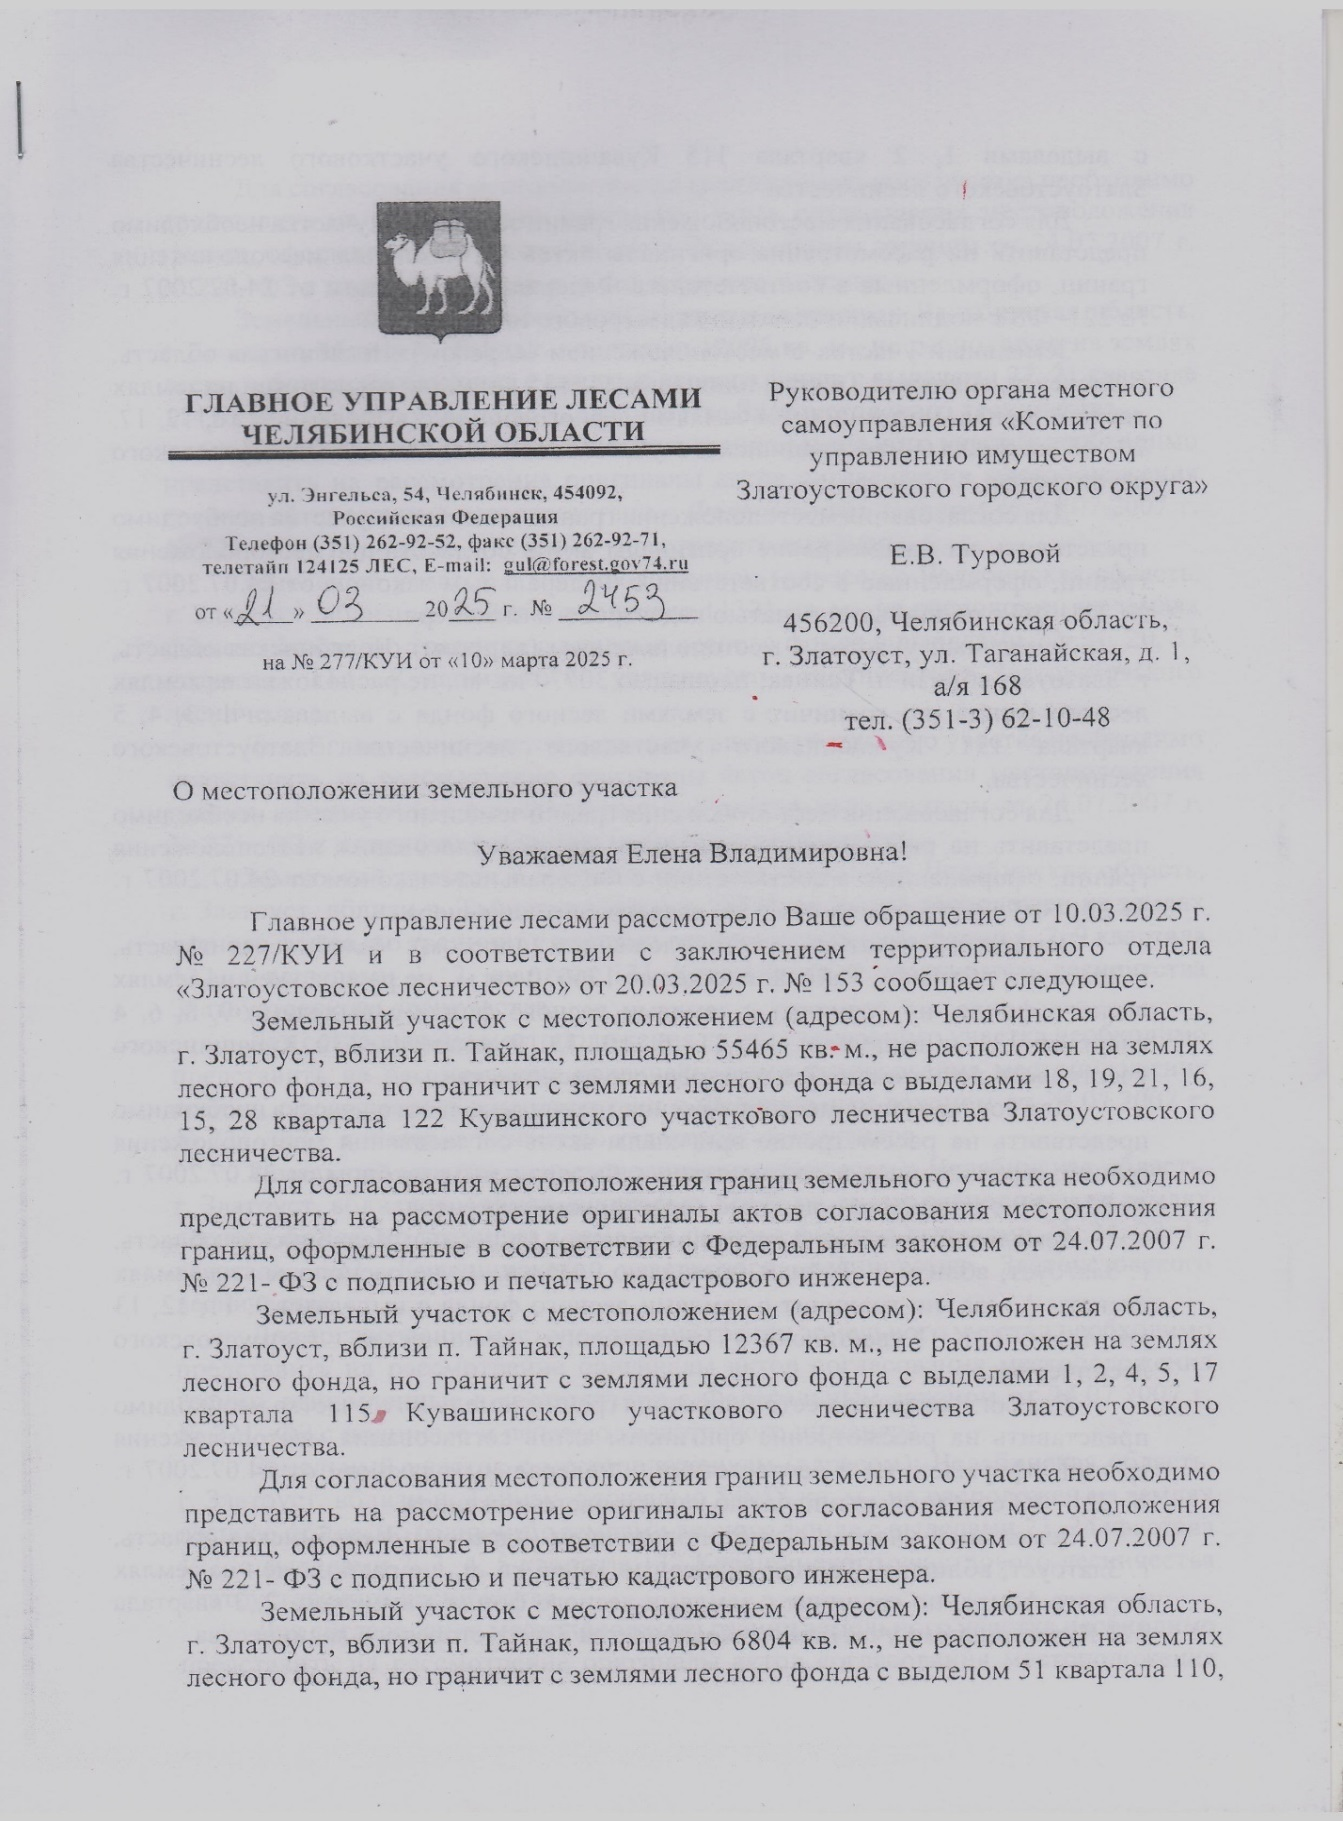 ГЛАВНОЕ УПРАВЛЕНИЕ ЛЕСАМИ
ЧЕЛЯБИНСКОЙ ОБЛАСТИ
ул. Энгельса, 54, Челябинск, 454092,
Российская Федерация
Телефон (351) 262-92-52, факс (351) 262-92-71,
телетайп 124125 ЛЕС, E-mail: gul@forest.gov74.ru
от «21» 03 2025 г. № 2453
на № 277/КУИ от «10» марта 2025 г.
Руководителю органа местного
самоуправления «Комитет по
управлению имуществом
Златоустовского городского округа»
Е.В. Туровой
456200, Челябинская область,
г. Златоуст, ул. Таганайская, д. 1,
а/я 168
тел. (351-3) 62-10-48
О местоположении земельного участка
Уважаемая Елена Владимировна!
Главное управление лесами рассмотрело Ваше обращение от 10.03.2025 г.
№ 227/КУИ и в соответствии с заключением территориального отдела
«Златоустовское лесничество» от 20.03.2025 г. № 153 сообщает следующее.
Земельный участок с местоположением (адресом): Челябинская область,
г. Златоуст, вблизи п. Тайнак, площадью 55465 кв. м., не расположен на землях
лесного фонда, но граничит с землями лесного фонда с выделами 18, 19, 21, 16,
15, 28 квартала 122 Кувашинского участкового лесничества Златоустовского
лесничества.
Для согласования местоположения границ земельного участка необходимо
представить на рассмотрение оригиналы актов согласования местоположения
границ, оформленные в соответствии с Федеральным законом от 24.07.2007 г.
№ 221- ФЗ с подписью и печатью кадастрового инженера.
Земельный участок с местоположением (адресом): Челябинская область,
г. Златоуст, вблизи п. Тайнак, площадью 12367 кв. м., не расположен на землях
лесного фонда, но граничит с землями лесного фонда с выделами 1, 2, 4, 5, 17
квартала 115, Кувашинского участкового лесничества Златоустовского
лесничества.
Для согласования местоположения границ земельного участка необходимо
представить на рассмотрение оригиналы актов согласования местоположения
границ, оформленные в соответствии с Федеральным законом от 24.07.2007 г.
№ 221- ФЗ с подписью и печатью кадастрового инженера.
Земельный участок с местоположением (адресом): Челябинская область,
г. Златоуст, вблизи п. Тайнак, площадью 6804 кв. м., не расположен на землях
лесного фонда, но граничит с землями лесного фонда с выделом 51 квартала 110,